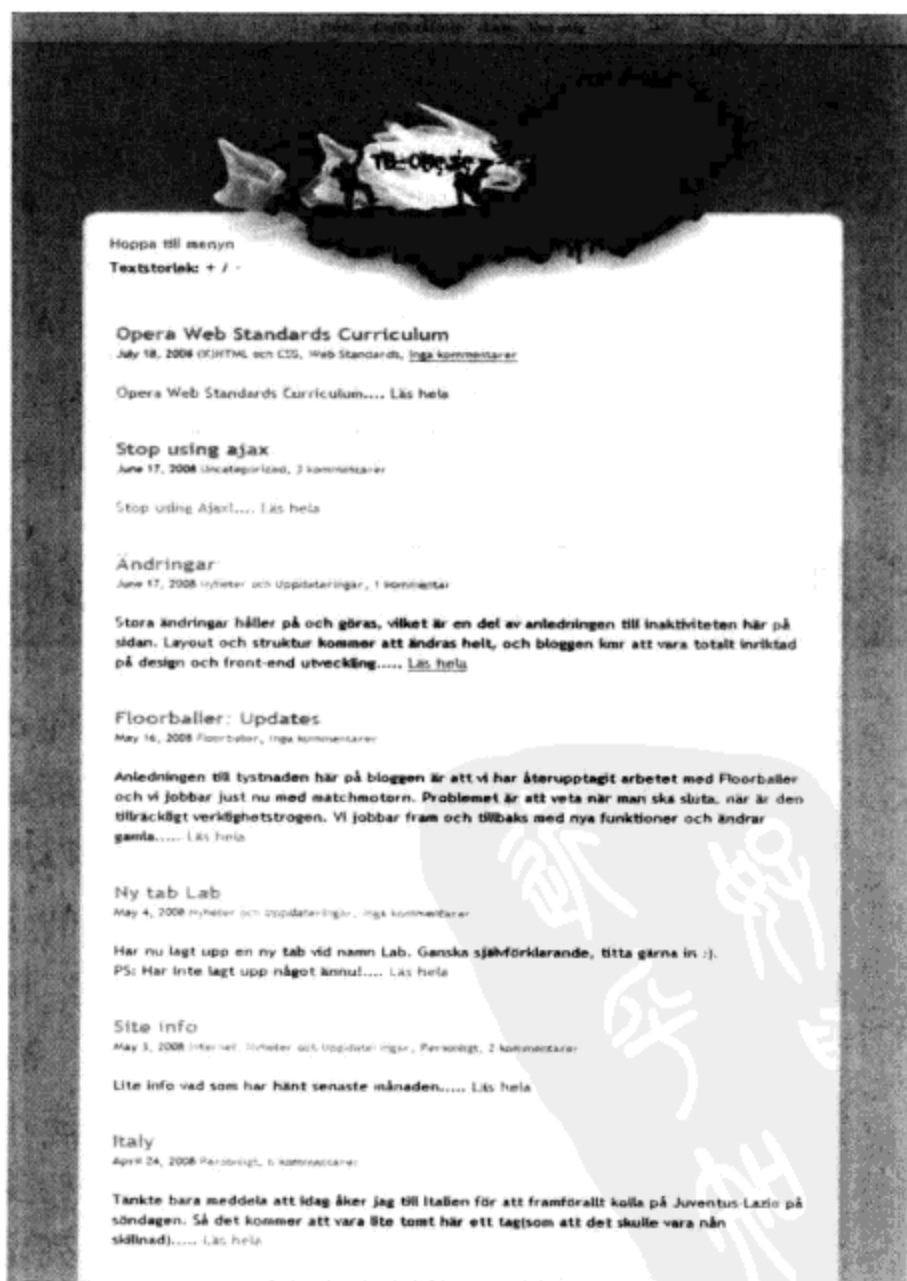 Hoppa till menyn
Textstorlek: + / -
Opera Web Standards Curriculum
July 18, 2008 (X)HTML och CSS, Web Standards, Inga kommentarer
Opera Web Standards Curriculum.... Läs hela
Stop using ajax
June 17, 2008 Uncategorized, 3 kommentarer
Stop using Ajax!.... Läs hela
Ändringar
June 17, 2008 Nyheter och Uppdateringar, 1 kommentar
Stora ändringar håller på och göras, vilket är en del av anledningen till inaktiviteten här på
sidan. Layout och struktur kommer att ändras helt, och bloggen kmr att vara totalt inriktad
på design och front-end utveckling..... Läs hela
Floorballer: Updates
May 16, 2008 Floorballer, Inga kommentarer
Anledningen till tystnaden här på bloggen är att vi har återupptagit arbetet med Floorballer
och vi jobbar just nu med matchmotorn. Problemet är att veta när man ska sluta, när är den
tillräckligt verklighetstrogen. Vi jobbar fram och tillbaks med nya funktioner och ändrar
gamla..... Läs hela
Ny tab Lab
May 4, 2008 Nyheter och Uppdateringar, Inga kommentarer
Har nu lagt upp en ny tab vid namn Lab. Ganska självförklarande, titta gärna in :).
PS: Har inte lagt upp något ännu!.... Läs hela
Site info
May 3, 2008 Internet, Nyheter och Uppdateringar, Personligt, 2 kommentarer
Lite info vad som har hänt senaste månaden..... Läs hela
Italy
April 24, 2008 Personligt, 6 kommentarer
Tänkte bara meddela att idag åker jag till Italien för att framförallt kolla på Juventus-Lazio på
söndagen. Så det kommer att vara lite tomt här ett tag(som att det skulle vara nån
skillnad)..... Läs hela